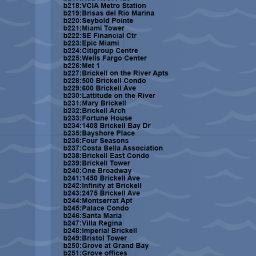 b218:VCIA Metro Station
b219:Brisas del Rio Marina
b220:Seybold Pointe
b221:Miami Tower
b222:SE Financial Ctr
b223:Epic Miami
b224:Citigroup Centre
b225:Wells Fargo Center
b226:Met 1
b227:Brickell on the River Apts
b228:500 Brickell Condo
b229:600 Brickell Ave
b230:Lattitude on the River
b231:Mary Brickell
b232:Brickell Arch
b233:Fortune House
b234:1408 Brickell Bay Dr
b235:Bayshore Place
b236:Four Seasons
b237:Costa Bella Association
b238:Brickell East Condo
b239:Brickell Tower
b240:One Broadway
b241:1450 Brickell Ave
b242:Infinity at Brickell
b243:2475 Brickell Ave
b244:Montserrat Apt
b245:Palace Condo
b246:Santa Maria
b247:Villa Regina
b248:Imperial Brickell
b249:Bristol Tower
b250:Grove at Grand Bay
b251:Grove offices